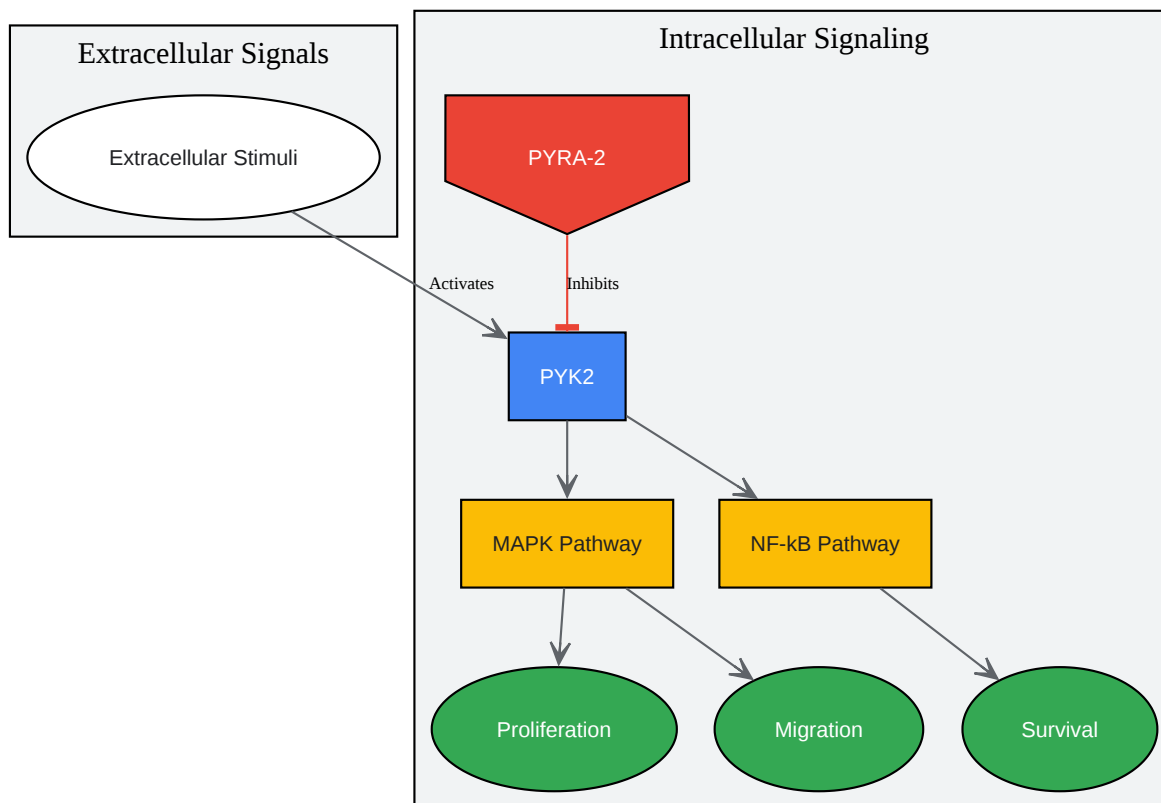 Extracellular Signals
Intracellular Signaling
Extracellular Stimuli
PYRA-2
Activates
Inhibits
PYK2
MAPK Pathway
NF-kB Pathway
Proliferation
Migration
Survival